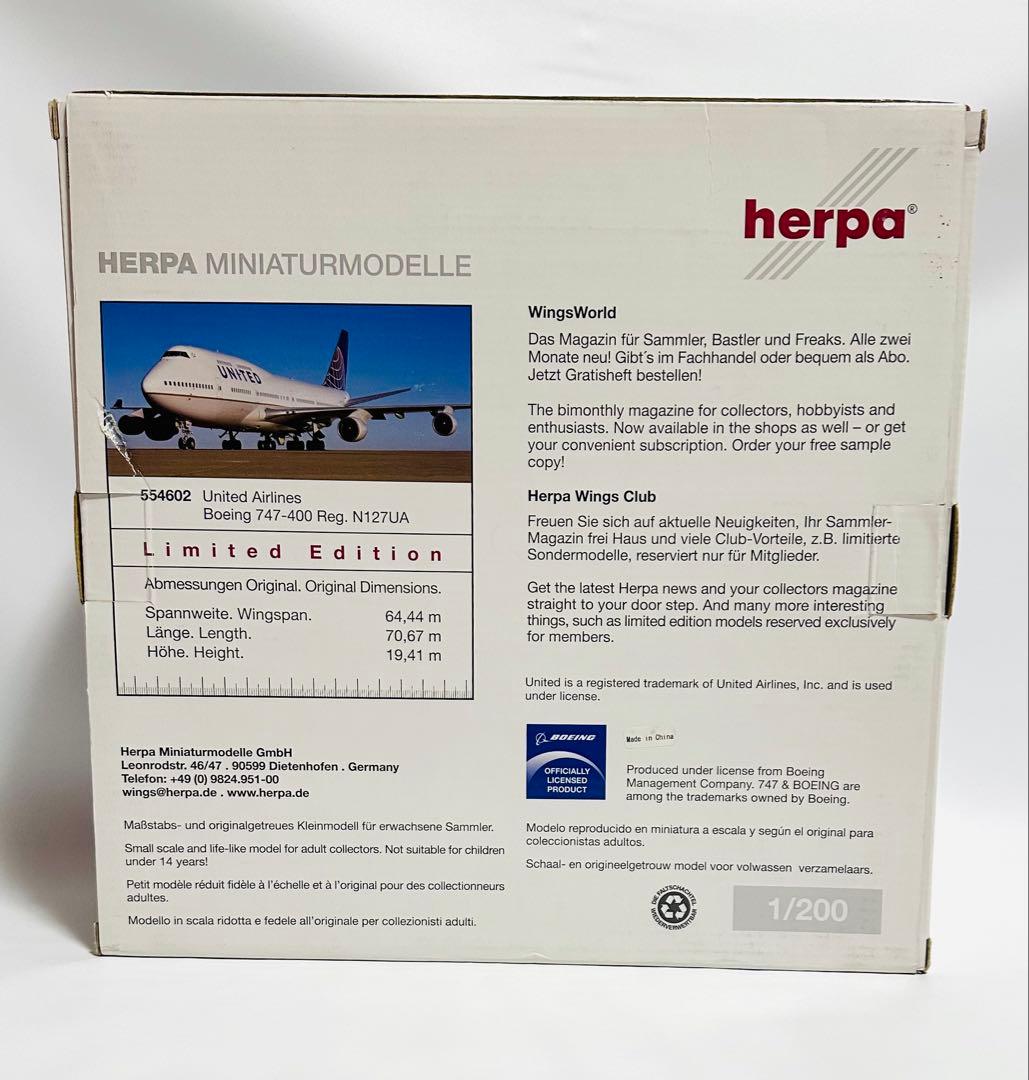 herpa®
HERPA MINIATURMODELLE
UNITED
554602 United Airlines
Boeing 747-400 Reg. N127UA
Limited Edition
Abmessungen Original. Original Dimensions.
Spannweite. Wingspan. 64,44 m
Länge. Length. 70,67 m
Höhe. Height. 19,41 m
WingsWorld
Das Magazin für Sammler, Bastler und Freaks. Alle zwei
Monate neu! Gibt´s im Fachhandel oder bequem als Abo.
Jetzt Gratisheft bestellen!
The bimonthly magazine for collectors, hobbyists and
enthusiasts. Now available in the shops as well – or get
your convenient subscription. Order your free sample
copy!
Herpa Wings Club
Freuen Sie sich auf aktuelle Neuigkeiten, Ihr Sammler-
Magazin frei Haus und viele Club-Vorteile, z.B. limitierte
Sondermodelle, reserviert nur für Mitglieder.
Get the latest Herpa news and your collectors magazine
straight to your door step. And many more interesting
things, such as limited edition models reserved exclusively
for members.
United is a registered trademark of United Airlines, Inc. and is used
under license.
BOEING
OFFICIALLY
LICENSED
PRODUCT
Made in China
Produced under license from Boeing
Management Company. 747 & BOEING are
among the trademarks owned by Boeing.
Herpa Miniaturmodelle GmbH
Leonrodstr. 46/47 . 90599 Dietenhofen . Germany
Telefon: +49 (0) 9824.951-00
wings@herpa.de . www.herpa.de
Maßstabs- und originalgetreues Kleinmodell für erwachsene Sammler.
Small scale and life-like model for adult collectors. Not suitable for children
under 14 years!
Petit modèle réduit fidèle à l'échelle et à l'original pour des collectionneurs
adultes.
Modello in scala ridotta e fedele all'originale per collezionisti adulti.
Modelo reproducido en miniatura a escala y según el original para
coleccionistas adultos.
Schaal- en origineelgetrouw model voor volwassen verzamelaars.
DIE FALTSCHACHTEL
WIEDERVERWERTBAR
1/200